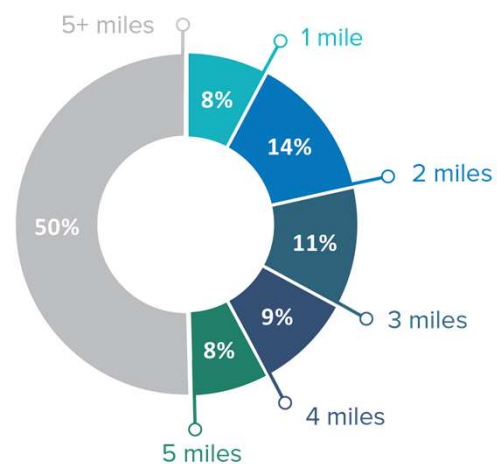 5+ miles
1 mile
8%
14%
2 miles
50%
11%
3 miles
9%
8%
4 miles
5 miles